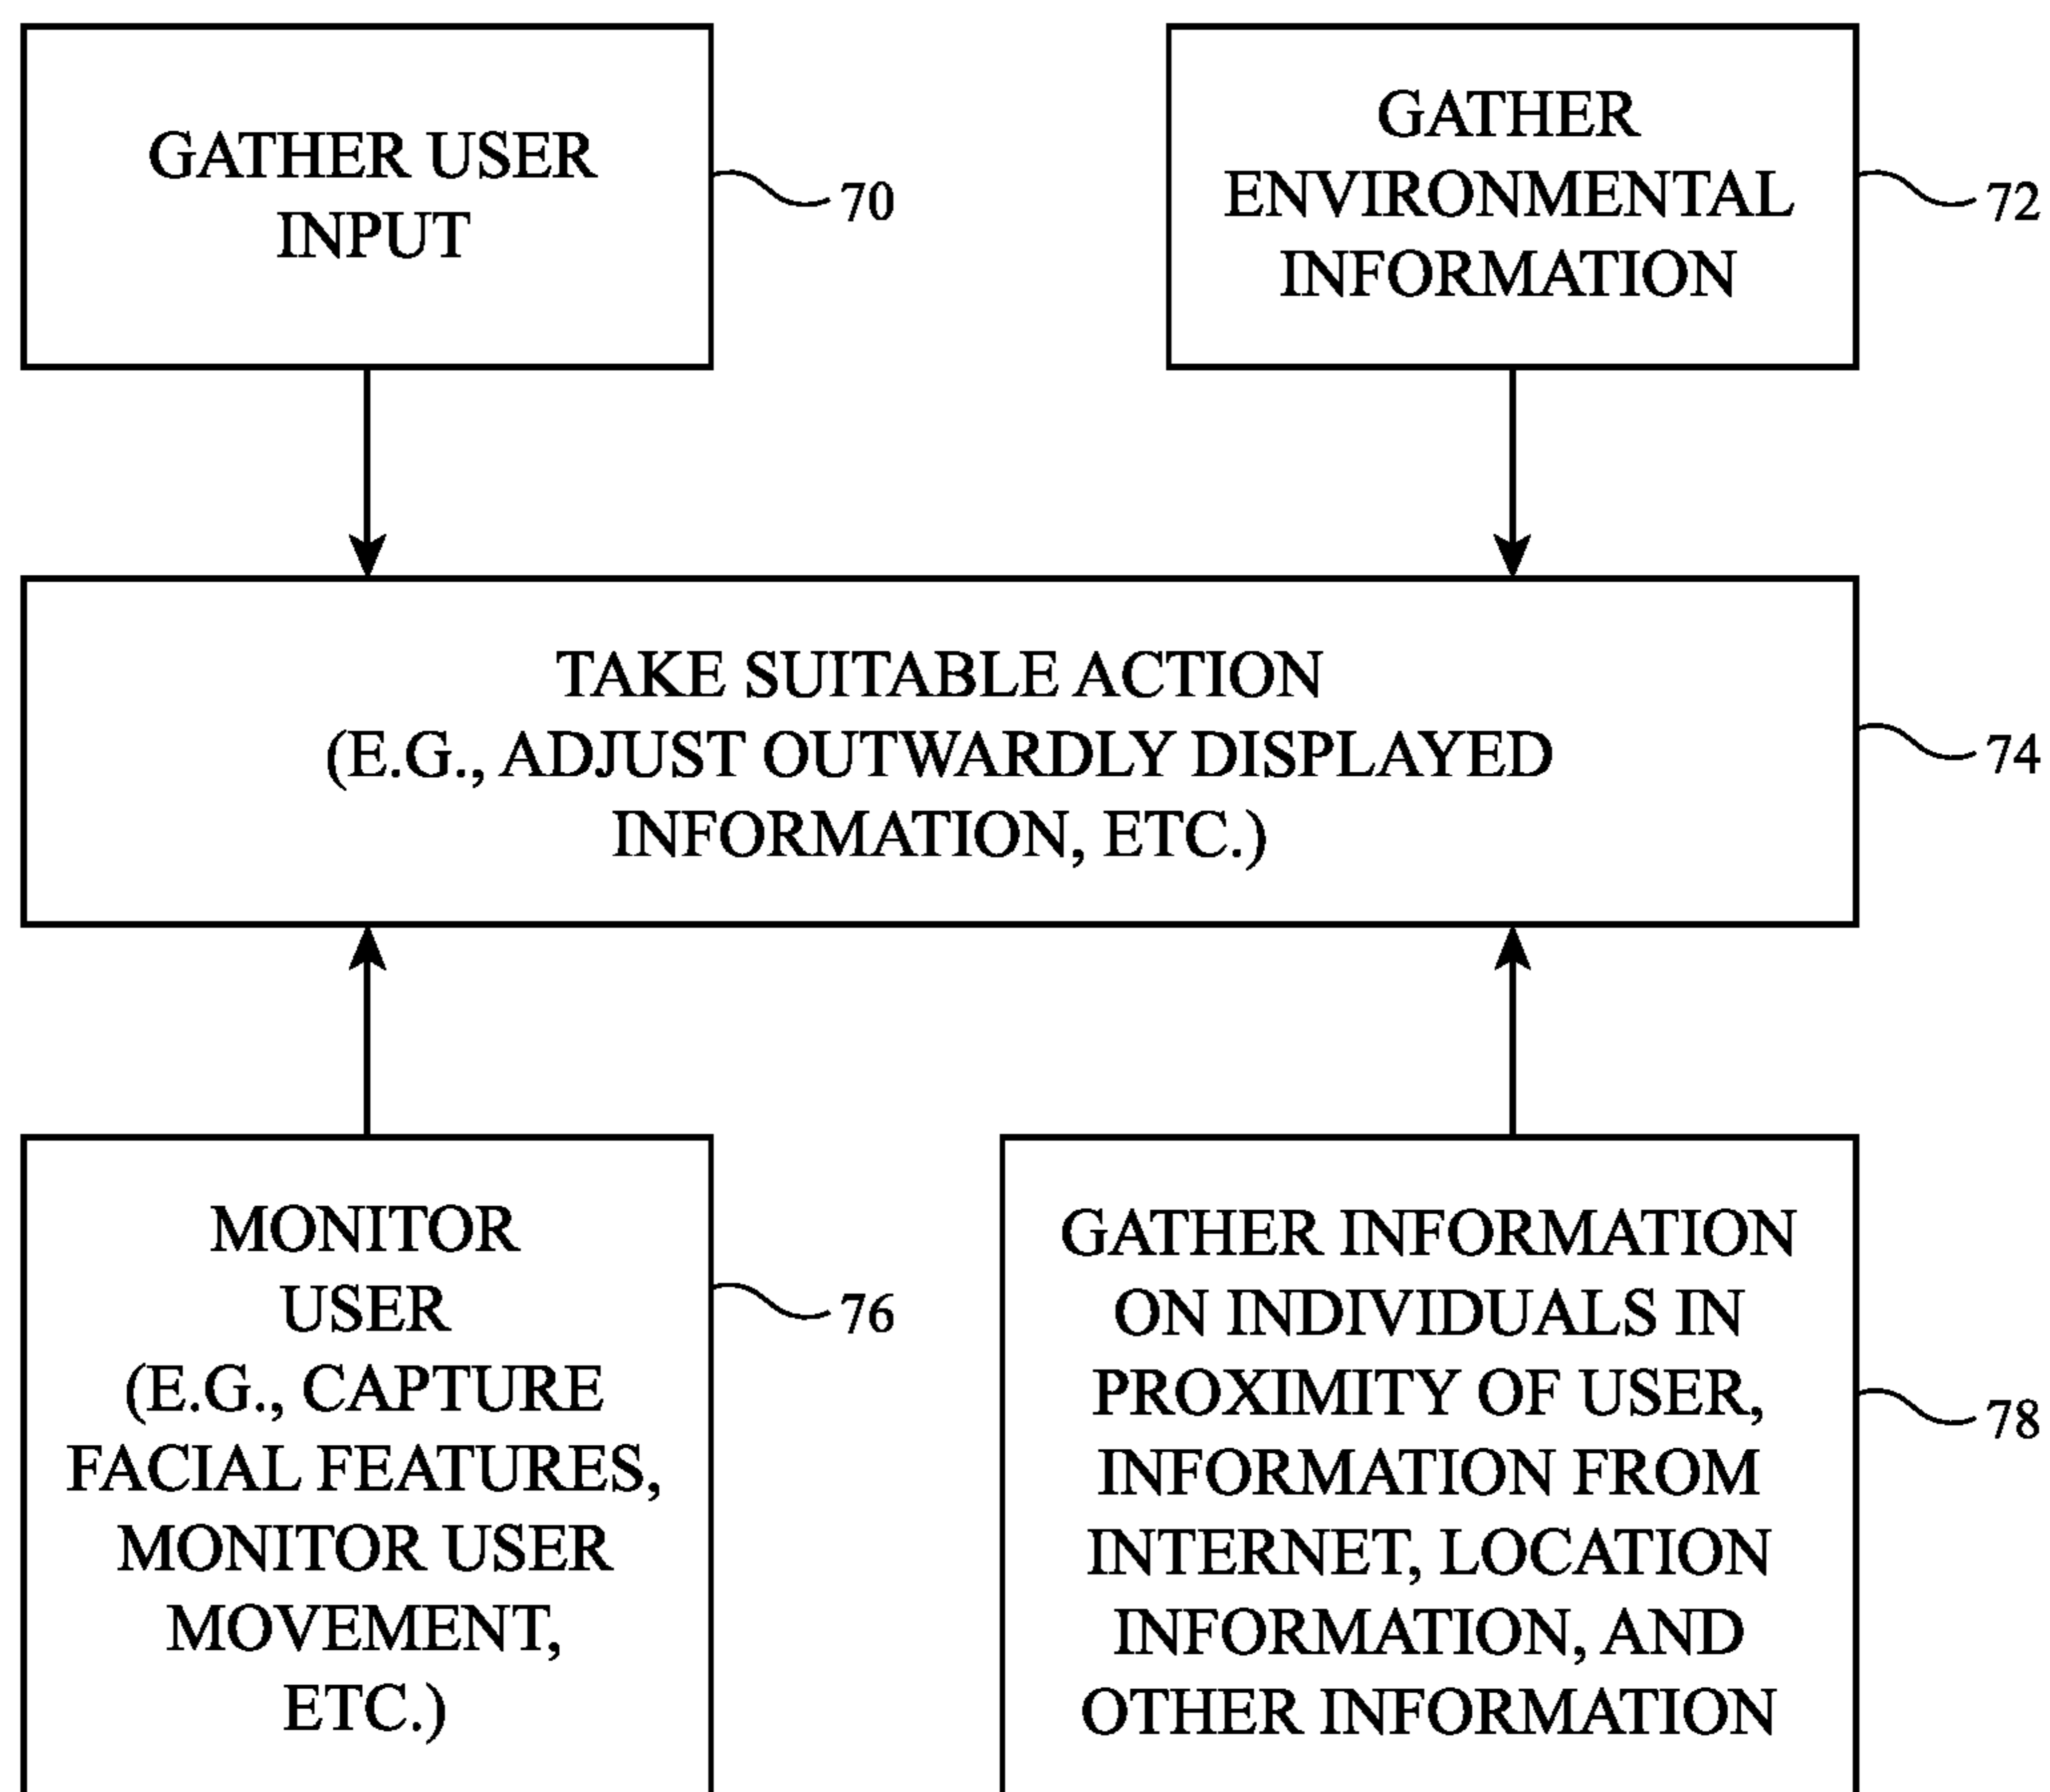 GATHER USER
INPUT
70
GATHER
ENVIRONMENTAL
INFORMATION
72
TAKE SUITABLE ACTION
(E.G., ADJUST OUTWARDLY DISPLAYED
INFORMATION, ETC.)
74
MONITOR
USER
(E.G., CAPTURE
FACIAL FEATURES,
MONITOR USER
MOVEMENT,
ETC.)
76
GATHER INFORMATION
ON INDIVIDUALS IN
PROXIMITY OF USER,
INFORMATION FROM
INTERNET, LOCATION
INFORMATION, AND
OTHER INFORMATION
78